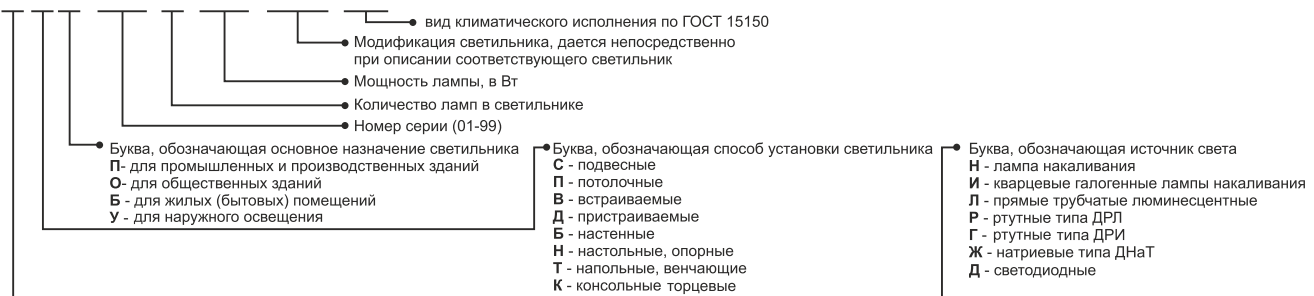 вид климатического исполнения по ГОСТ 15150
Модификация светильника, дается непосредственно
при описании соответствующего светильник
Мощность лампы, в Вт
Количество ламп в светильнике
Номер серии (01-99)
Буква, обозначающая основное назначение светильника
П- для промышленных и производственных зданий
О- для общественных зданий
Б - для жилых (бытовых) помещений
У - для наружного освещения
Буква, обозначающая способ установки светильника
С - подвесные
П - потолочные
В - встраиваемые
Д - пристраиваемые
Б - настенные
Н - настольные, опорные
Т - напольные, венчающие
К - консольные торцевые
Буква, обозначающая источник света
Н - лампа накаливания
И - кварцевые галогенные лампы накаливания
Л - прямые трубчатые люминесцентные
Р - ртутные типа ДРЛ
Г - ртутные типа ДРИ
Ж - натриевые типа ДНаТ
Д - светодиодные